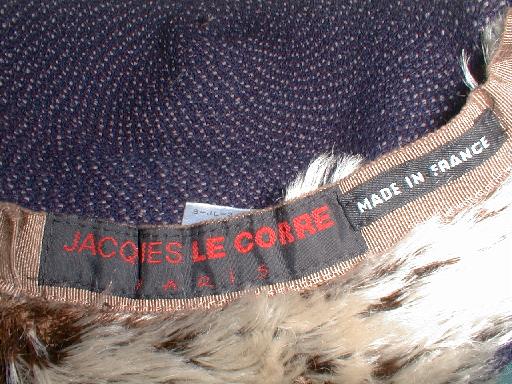 JACQUES LE CORRE
PARIS
MADE IN FRANCE